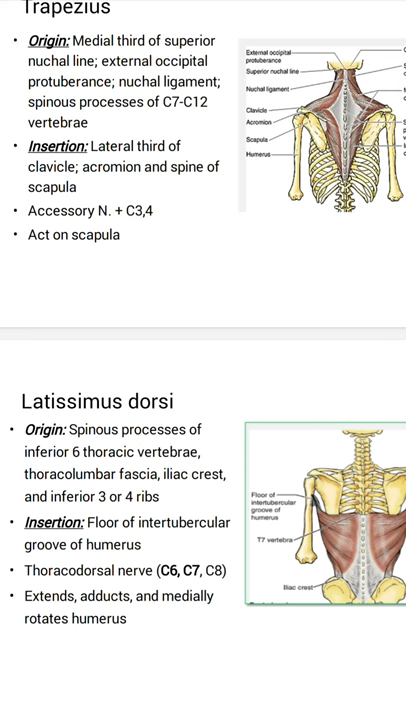 Trapezius
• Origin: Medial third of superior
nuchal line; external occipital
protuberance; nuchal ligament;
spinous processes of C7-C12
vertebrae
• Insertion: Lateral third of
clavicle; acromion and spine of
scapula
• Accessory N. + C3,4
• Act on scapula
External occipital
protuberance
Superior nuchal line
Nuchal ligament
Clavicle
Acromion
Scapula
Humerus
Latissimus dorsi
• Origin: Spinous processes of
inferior 6 thoracic vertebrae,
thoracolumbar fascia, iliac crest,
and inferior 3 or 4 ribs
• Insertion: Floor of intertubercular
groove of humerus
• Thoracodorsal nerve (C6, C7, C8)
• Extends, adducts, and medially
rotates humerus
Floor of
intertubercular
groove of
humerus
T7 vertebra
Iliac crest